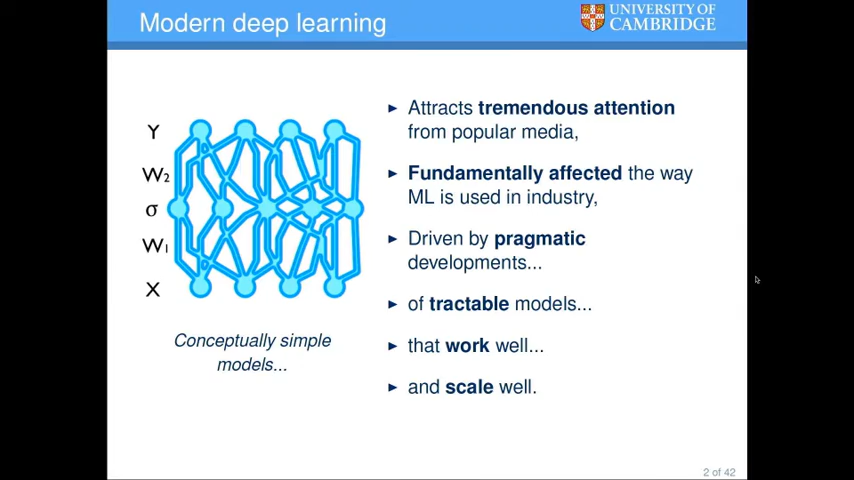 Modern deep learning
UNIVERSITY OF
CAMBRIDGE
Y
W₂
σ
W₁
X
Conceptually simple
models...
▶ Attracts tremendous attention
from popular media,
▶ Fundamentally affected the way
ML is used in industry,
▶ Driven by pragmatic
developments...
▶ of tractable models...
▶ that work well...
▶ and scale well.
2 of 42